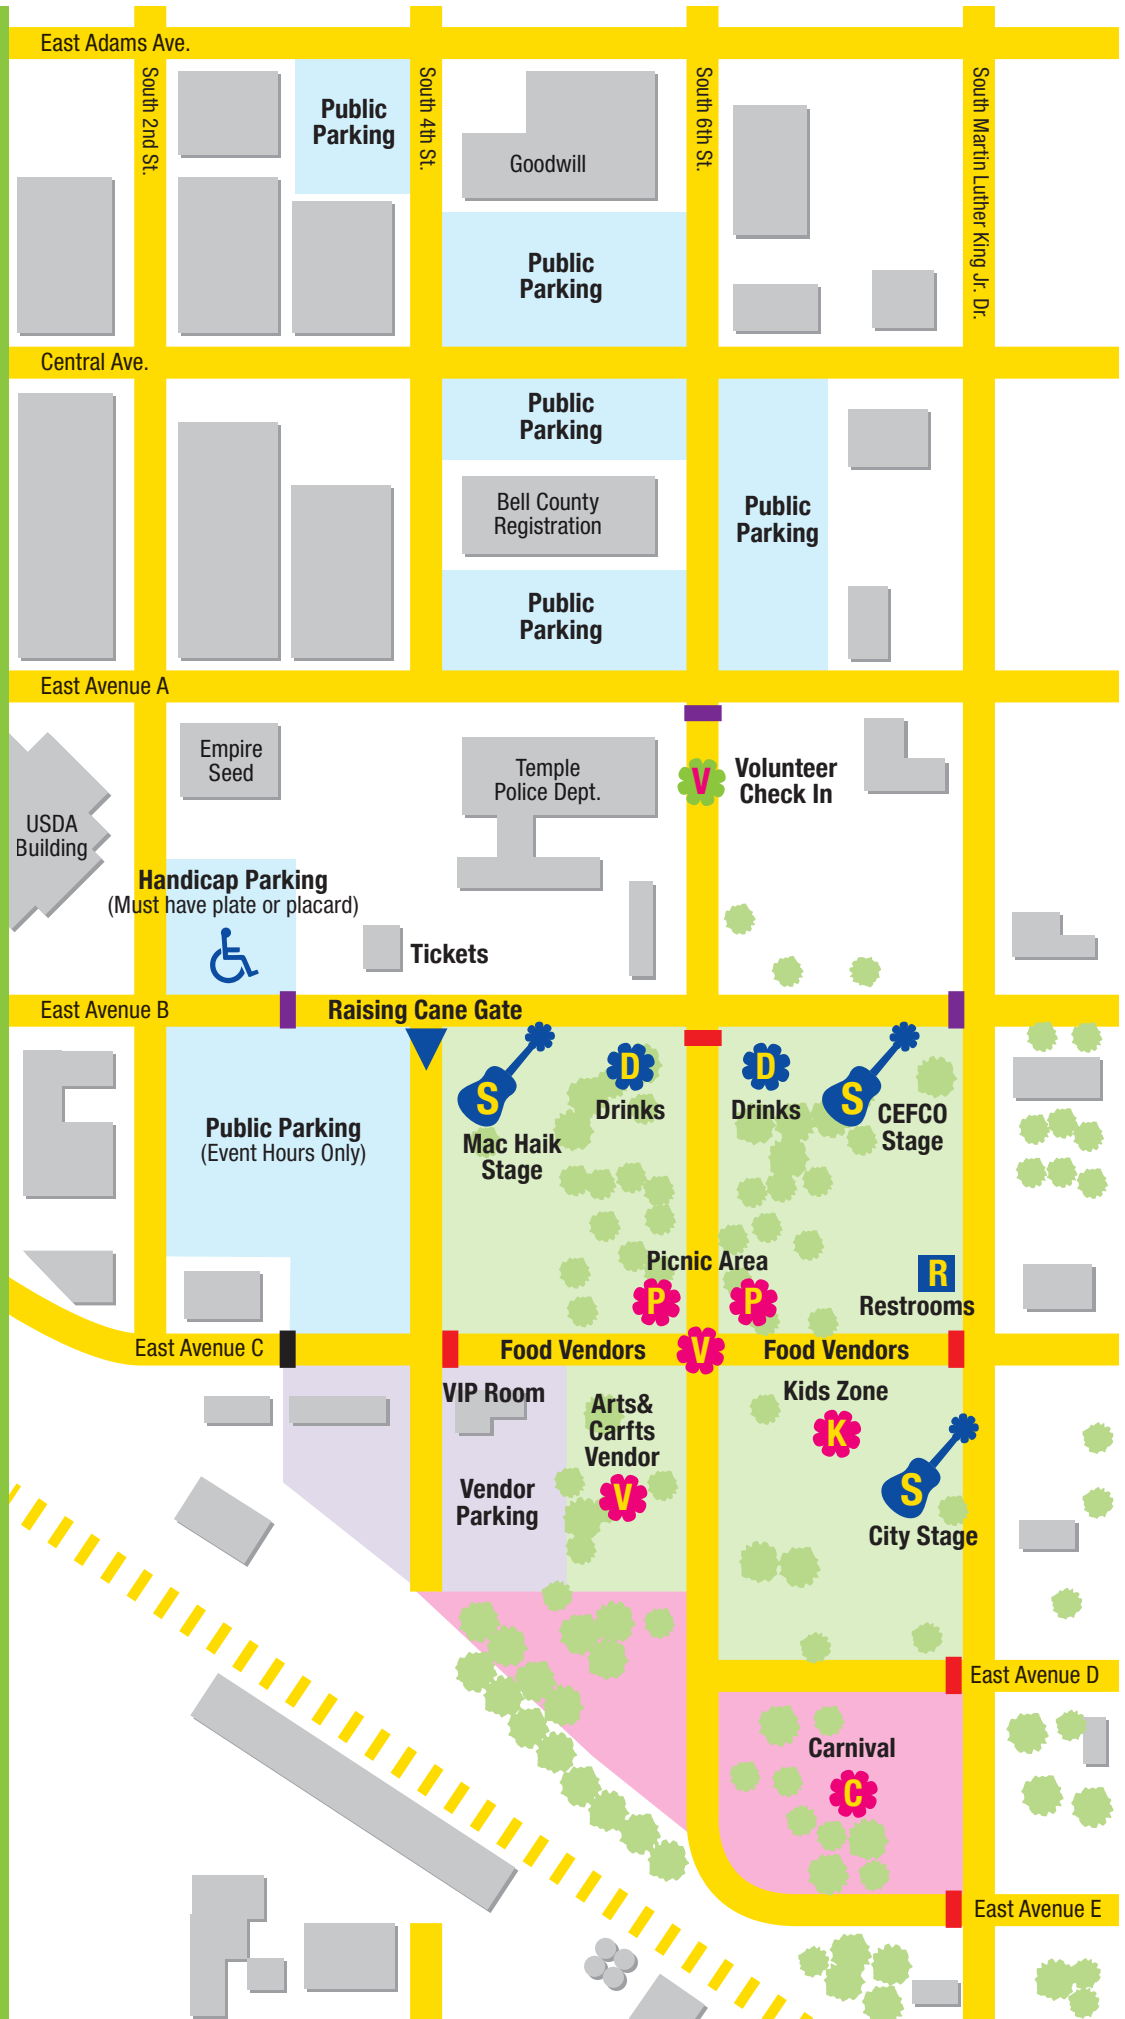 East Adams Ave.
South 2nd St.
South 4th St.
South 6th St.
South Martin Luther King Jr. Dr.
Public
Parking
Goodwill
Public
Parking
Central Ave.
Public
Parking
Bell County
Registration
Public
Parking
Public
Parking
East Avenue A
Empire
Seed
Temple
Police Dept.
V
Volunteer
Check In
USDA
Building
Handicap Parking
(Must have plate or placard)
Tickets
East Avenue B
Raising Cane Gate
S
Mac Haik
Stage
D
Drinks
D
Drinks
S
CEFCO
Stage
Public Parking
(Event Hours Only)
Picnic Area
P
P
R
Restrooms
East Avenue C
Food Vendors
V
Food Vendors
VIP Room
Arts&
Carfts
Vendor
V
Kids Zone
K
Vendor
Parking
S
City Stage
East Avenue D
Carnival
C
East Avenue E